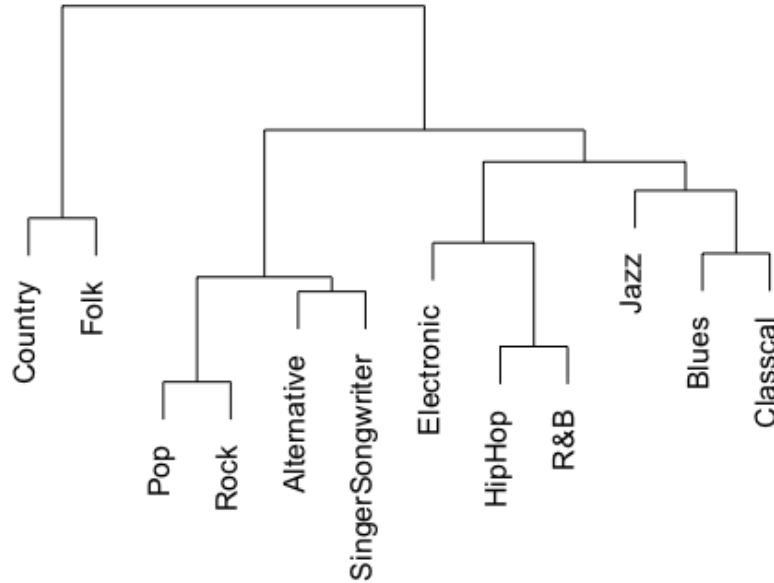 Country
Folk
Pop
Rock
Alternative
SingerSongwriter
Electronic
HipHop
R&B
Jazz
Blues
Classcal